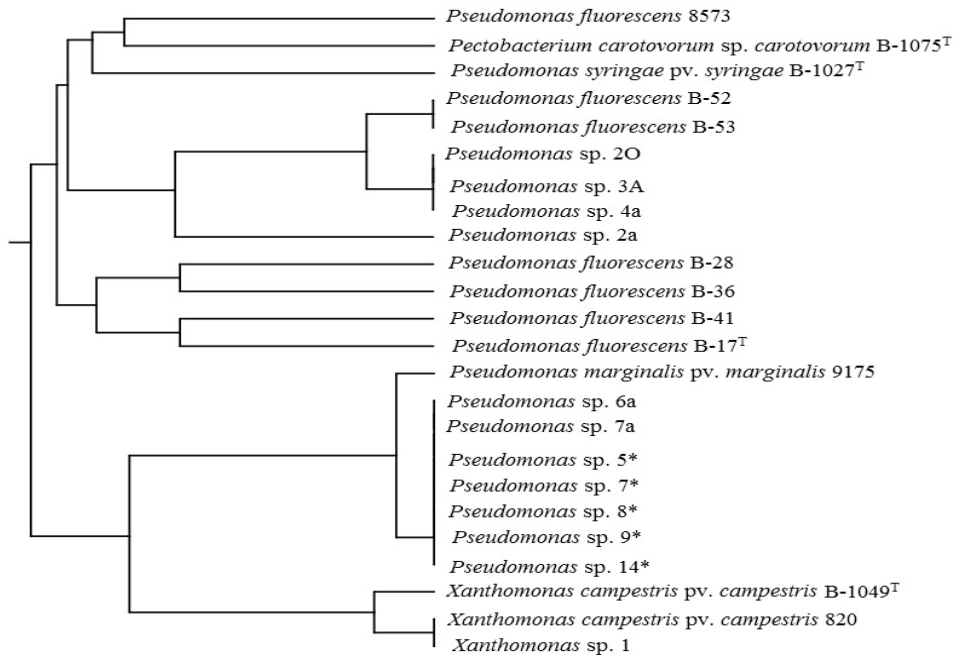 Pseudomonas fluorescens 8573
Pectobacterium carotovorum sp. carotovorum B-1075ᵀ
Pseudomonas syringae pv. syringae B-1027ᵀ
Pseudomonas fluorescens B-52
Pseudomonas fluorescens B-53
Pseudomonas sp. 2O
Pseudomonas sp. 3A
Pseudomonas sp. 4a
Pseudomonas sp. 2a
Pseudomonas fluorescens B-28
Pseudomonas fluorescens B-36
Pseudomonas fluorescens B-41
Pseudomonas fluorescens B-17ᵀ
Pseudomonas marginalis pv. marginalis 9175
Pseudomonas sp. 6a
Pseudomonas sp. 7a
Pseudomonas sp. 5*
Pseudomonas sp. 7*
Pseudomonas sp. 8*
Pseudomonas sp. 9*
Pseudomonas sp. 14*
Xanthomonas campestris pv. campestris B-1049ᵀ
Xanthomonas campestris pv. campestris 820
Xanthomonas sp. 1